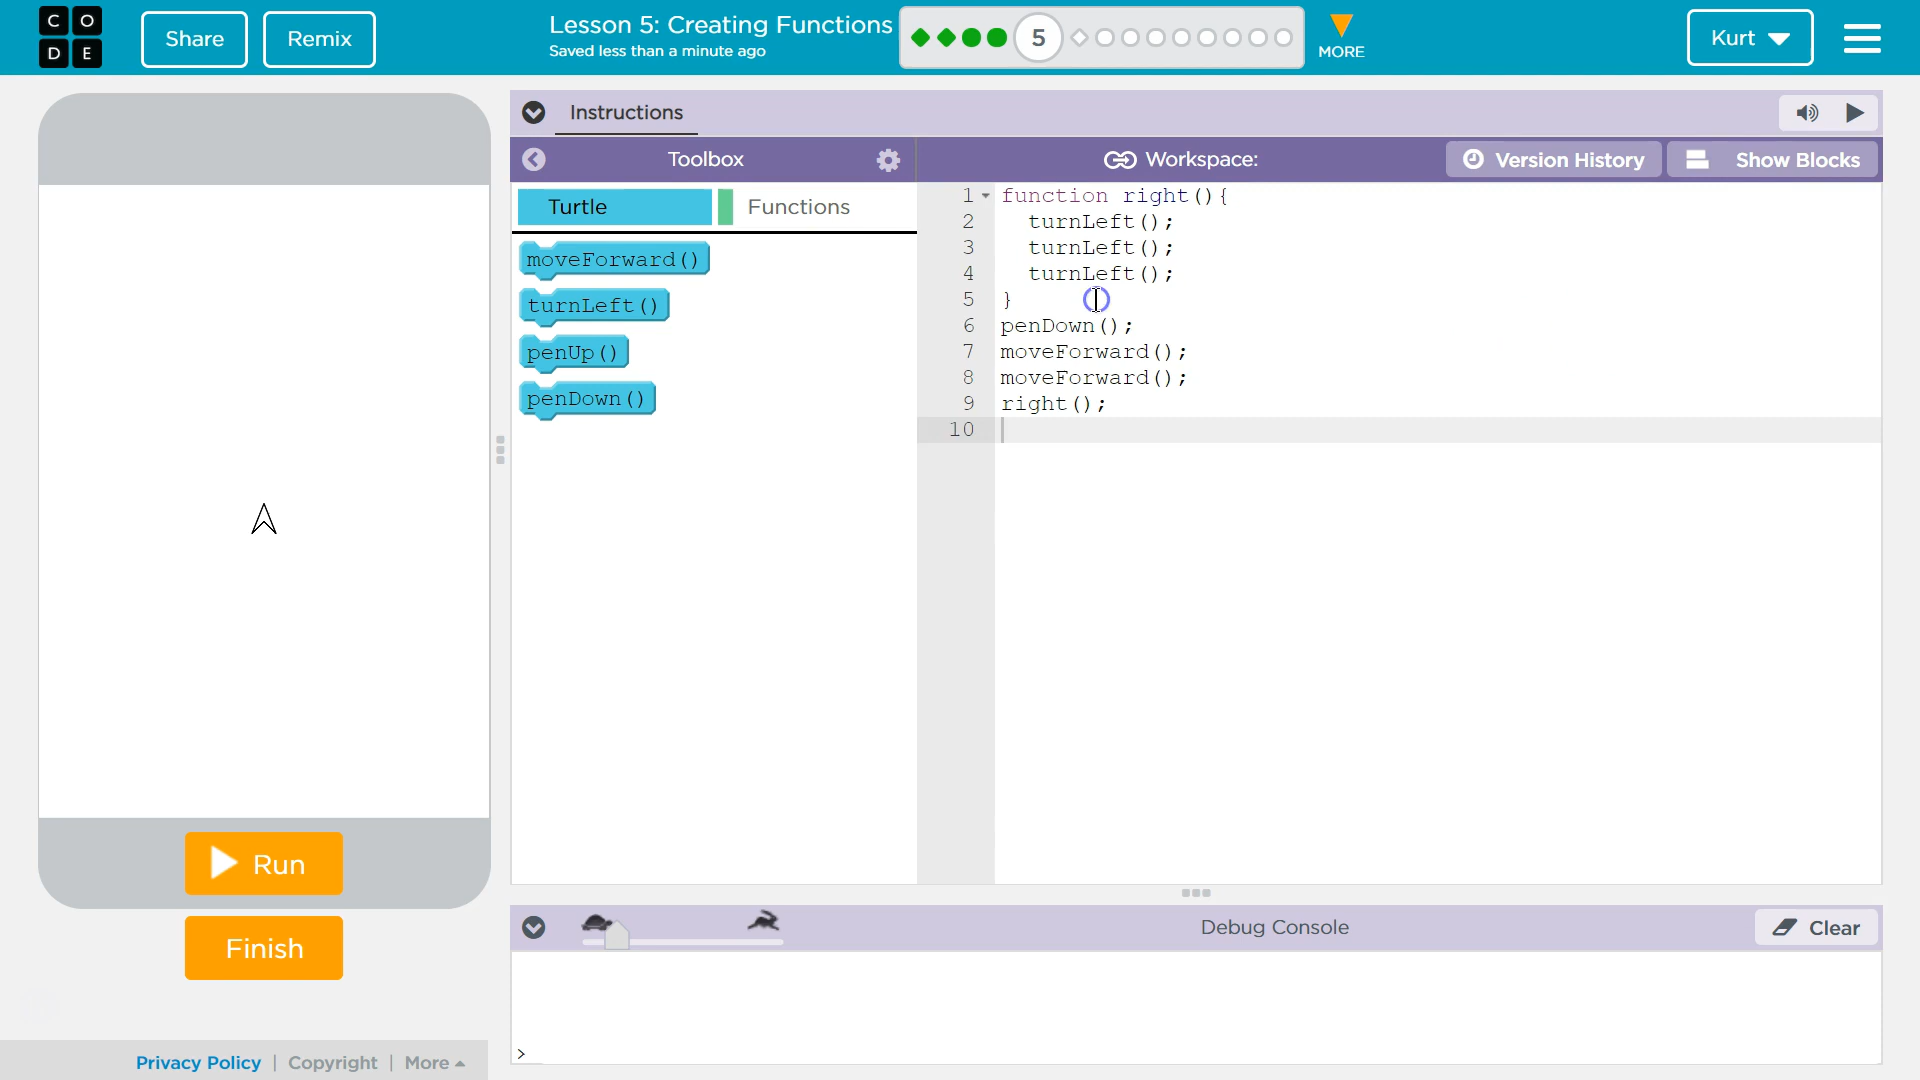 C O
D E
Share
Remix
Lesson 5: Creating Functions
Saved less than a minute ago
5
MORE
Kurt
Instructions
Toolbox
Workspace:
Version History
Show Blocks
Turtle
Functions
moveForward()
turnLeft()
penUp()
penDown()
1 function right(){
2 turnLeft();
3 turnLeft();
4 turnLeft();
5 }
6 penDown();
7 moveForward();
8 moveForward();
9 right();
10
Run
Finish
Debug Console
Clear
>
Privacy Policy | Copyright | More